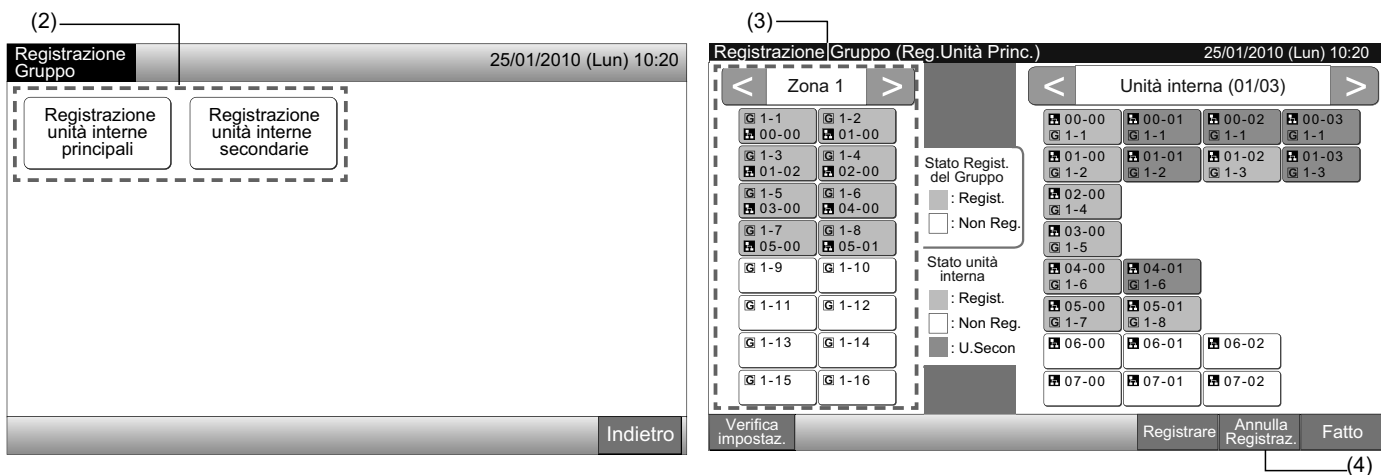 (2)
Registrazione
Gruppo
25/01/2010 (Lun) 10:20
Registrazione
unità interne
principali
Registrazione
unità interne
secondarie
Indietro
(3)
Registrazione Gruppo (Reg.Unità Princ.)
25/01/2010 (Lun) 10:20
< Zona 1 >
G 1-1
00-00
G 1-2
01-00
G 1-3
01-02
G 1-4
02-00
G 1-5
03-00
G 1-6
04-00
G 1-7
05-00
G 1-8
05-01
G 1-9
G 1-10
G 1-11
G 1-12
G 1-13
G 1-14
G 1-15
G 1-16
Stato Regist.
del Gruppo
: Regist.
: Non Reg.
Stato unità
interna
: Regist.
: Non Reg.
: U.Secon
< Unità interna (01/03) >
00-00
G 1-1
00-01
G 1-1
00-02
G 1-1
00-03
G 1-1
01-00
G 1-2
01-01
G 1-2
01-02
G 1-3
01-03
G 1-3
02-00
G 1-4
03-00
G 1-5
04-00
G 1-6
04-01
G 1-6
05-00
G 1-7
05-01
G 1-8
06-00
06-01
06-02
07-00
07-01
07-02
Verifica
impostaz.
Registrare
Annulla
Registraz.
Fatto
(4)